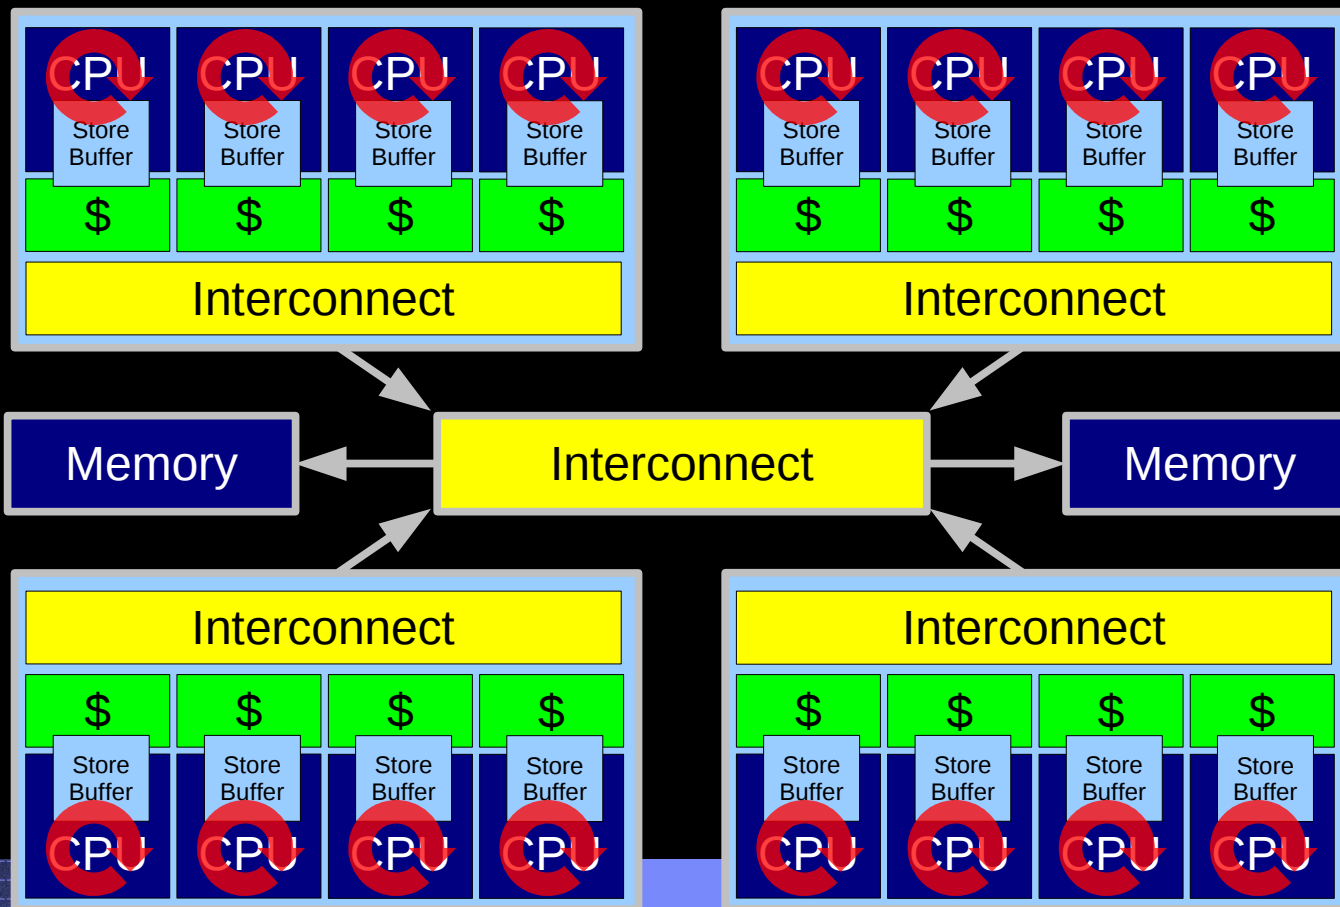 CPU CPU CPU CPU CPU CPU CPU CPU
Store Store Store Store Store Store Store Store
Buffer Buffer Buffer Buffer Buffer Buffer Buffer Buffer
$ $ $ $ $ $ $ $
Interconnect Interconnect
Memory Interconnect Memory
Interconnect Interconnect
$ $ $ $ $ $ $ $
Store Store Store Store Store Store Store Store
Buffer Buffer Buffer Buffer Buffer Buffer Buffer Buffer
CPU CPU CPU CPU CPU CPU CPU CPU